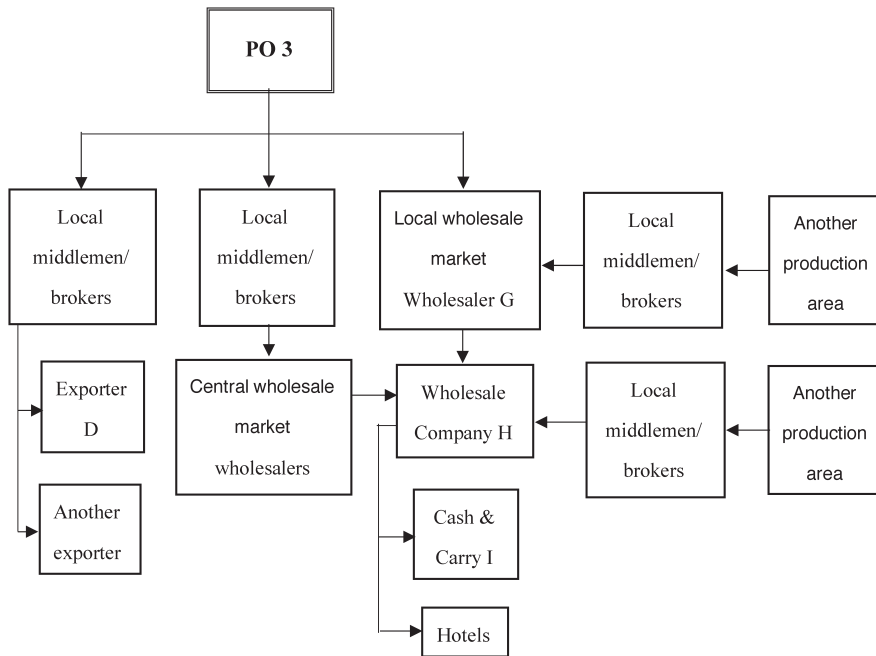 PO 3
Local
middlemen/
brokers
Local
middlemen/
brokers
Local wholesale
market
Wholesaler G
Local
middlemen/
brokers
Another
production
area
Exporter
D
Central wholesale
market
wholesalers
Wholesale
Company H
Local
middlemen/
brokers
Another
production
area
Another
exporter
Cash &
Carry I
Hotels